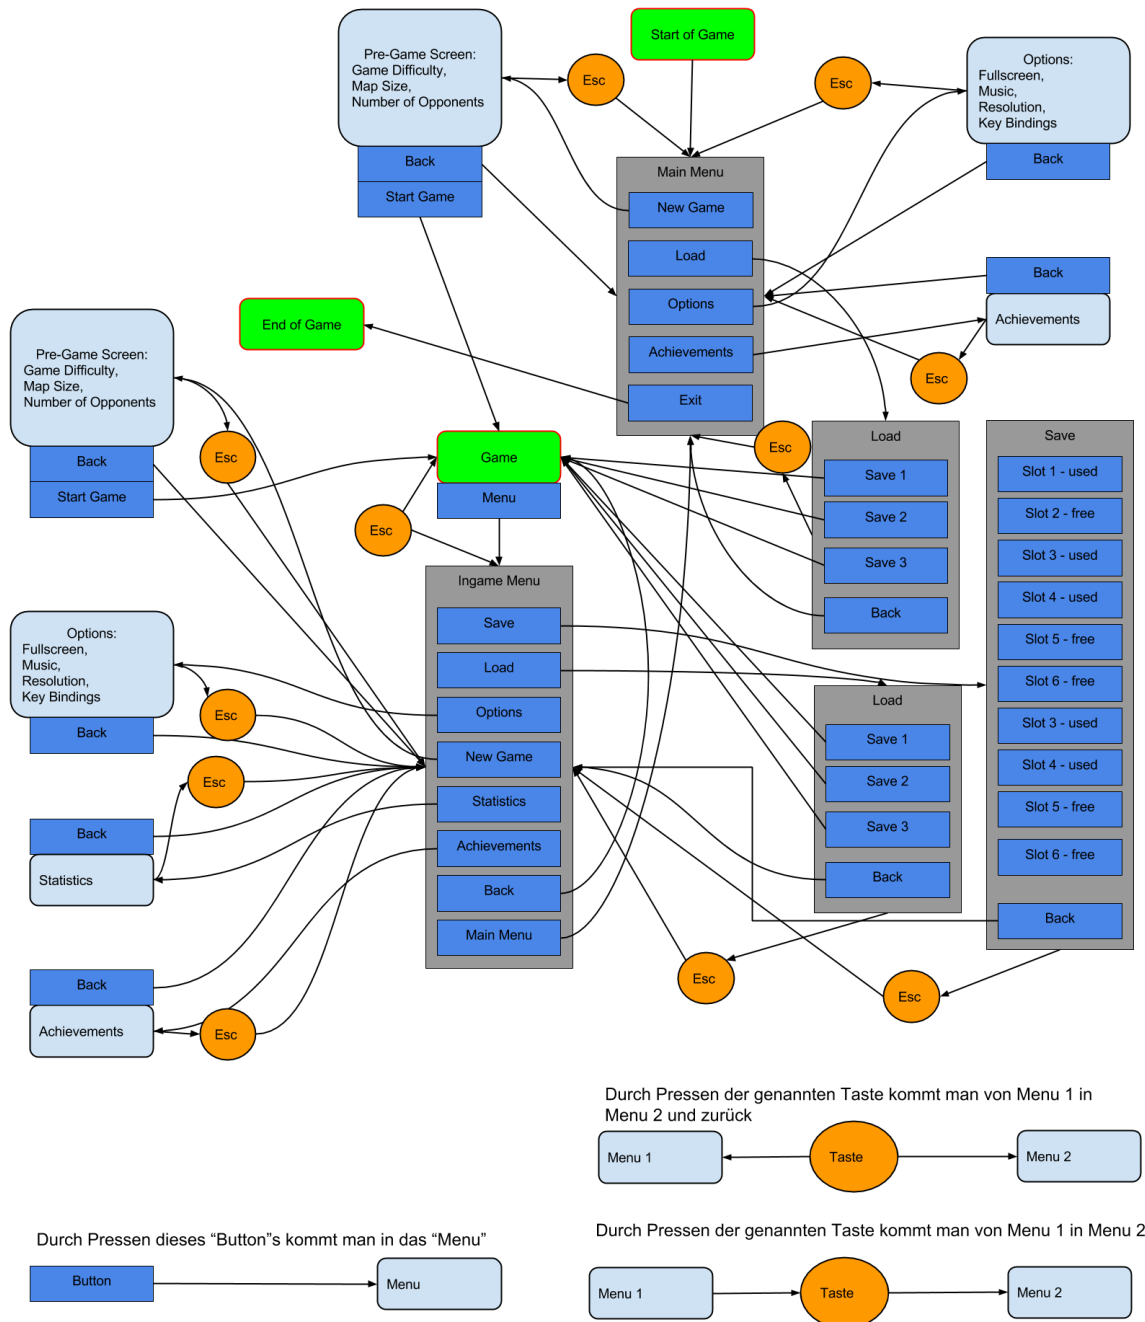 Start of Game
Pre-Game Screen:
Game Difficulty,
Map Size,
Number of Opponents
Back
Start Game
Esc
Esc
Options:
Fullscreen,
Music,
Resolution,
Key Bindings
Back
Main Menu
New Game
Load
Options
Achievements
Exit
Back
Achievements
Esc
End of Game
Pre-Game Screen:
Game Difficulty,
Map Size,
Number of Opponents
Back
Start Game
Esc
Game
Menu
Esc
Esc
Load
Save 1
Save 2
Save 3
Back
Save
Slot 1 - used
Slot 2 - free
Slot 3 - used
Slot 4 - used
Slot 5 - free
Slot 6 - free
Slot 3 - used
Slot 4 - used
Slot 5 - free
Slot 6 - free
Back
Ingame Menu
Save
Load
Options
New Game
Statistics
Achievements
Back
Main Menu
Options:
Fullscreen,
Music,
Resolution,
Key Bindings
Back
Esc
Esc
Back
Statistics
Load
Save 1
Save 2
Save 3
Back
Esc
Esc
Back
Achievements
Esc
Durch Pressen der genannten Taste kommt man von Menu 1 in
Menu 2 und zurück
Menu 1
Taste
Menu 2
Durch Pressen dieses “Button”s kommt man in das “Menu”
Button
Menu
Durch Pressen der genannten Taste kommt man von Menu 1 in Menu 2
Menu 1
Taste
Menu 2